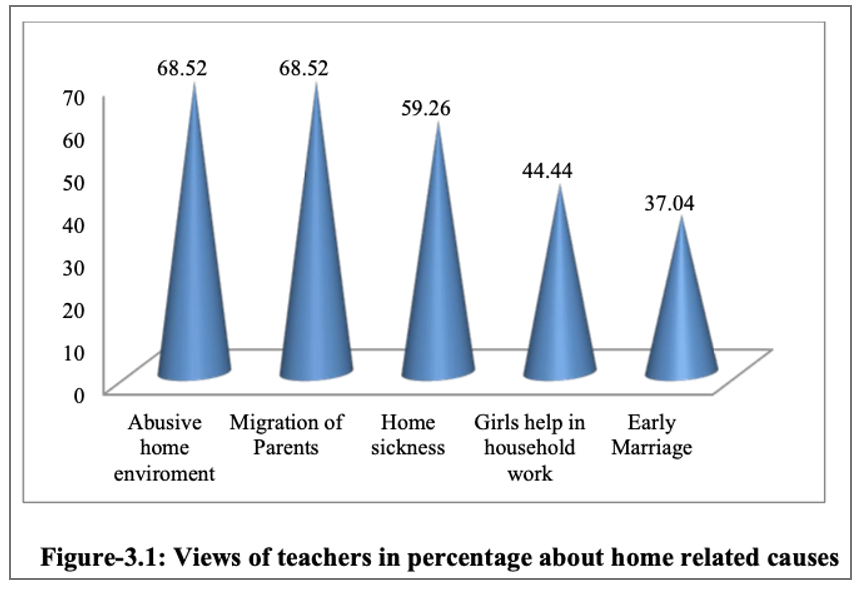 68.52
68.52
59.26
44.44
37.04
70
60
50
40
30
20
10
0
Abusive
home
enviroment
Migration of
Parents
Home
sickness
Girls help in
household
work
Early
Marriage
Figure-3.1: Views of teachers in percentage about home related causes